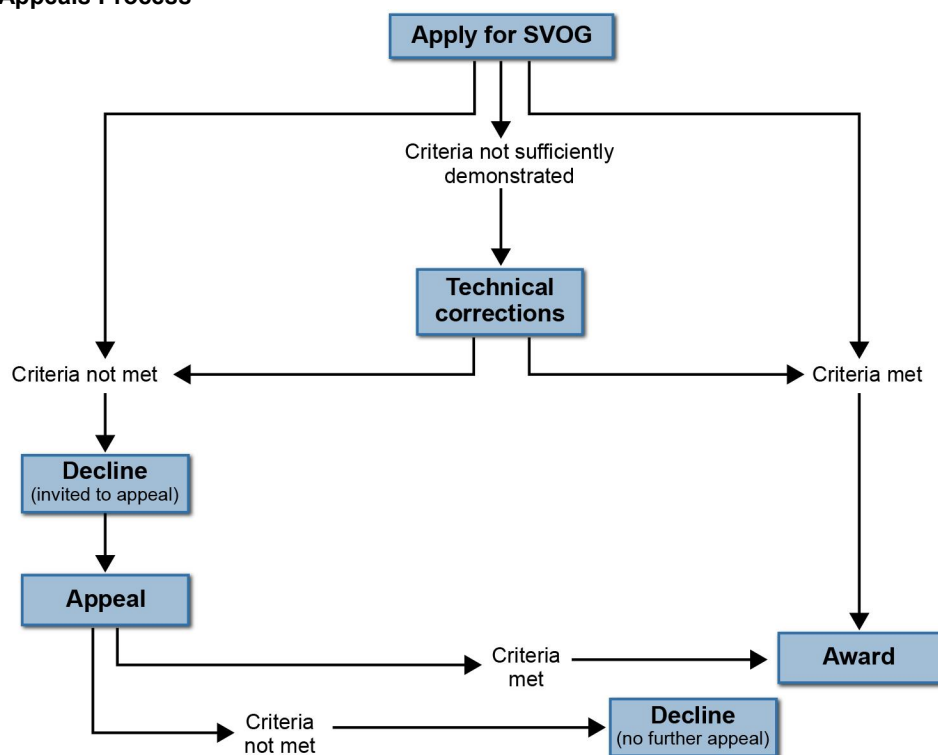 Appeals Process
Apply for SVOG
Criteria not sufficiently
demonstrated
Technical
corrections
Criteria not met
Criteria met
Decline
(invited to appeal)
Appeal
Criteria
met
Award
Criteria
not met
Decline
(no further appeal)